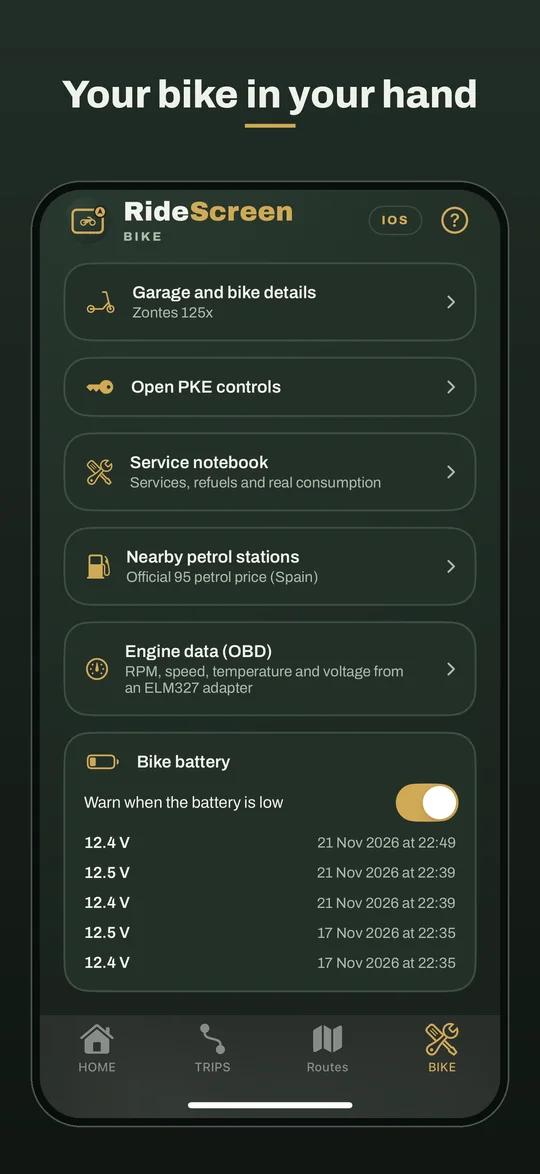 Your bike in your hand
RideScreen
BIKE
IOS
?
Garage and bike details
Zontes 125x
Open PKE controls
Service notebook
Services, refuels and real consumption
Nearby petrol stations
Official 95 petrol price (Spain)
Engine data (OBD)
RPM, speed, temperature and voltage from
an ELM327 adapter
Bike battery
Warn when the battery is low
12.4 V 21 Nov 2026 at 22:49
12.5 V 21 Nov 2026 at 22:39
12.4 V 21 Nov 2026 at 22:39
12.5 V 17 Nov 2026 at 22:35
12.4 V 17 Nov 2026 at 22:35
HOME TRIPS Routes BIKE